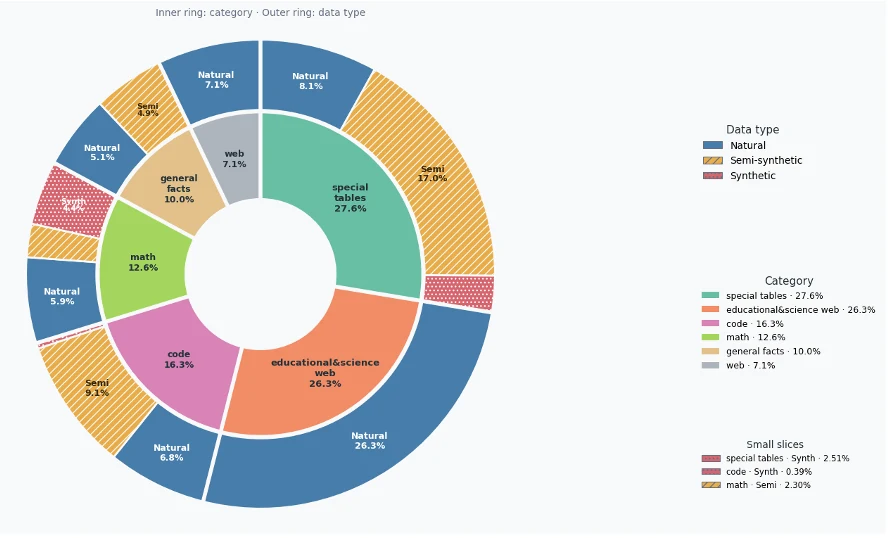 Inner ring: category · Outer ring: data type
Natural
7.1%
Natural
8.1%
Semi
4.9%
Natural
5.1%
Semi
17.0%
web
7.1%
general
facts
10.0%
special
tables
27.6%
Synth
4.4%
math
12.6%
Natural
5.9%
code
16.3%
educational&science
web
26.3%
Semi
9.1%
Natural
6.8%
Natural
26.3%
Data type
Natural
Semi-synthetic
Synthetic
Category
special tables · 27.6%
educational&science web · 26.3%
code · 16.3%
math · 12.6%
general facts · 10.0%
web · 7.1%
Small slices
special tables · Synth · 2.51%
code · Synth · 0.39%
math · Semi · 2.30%